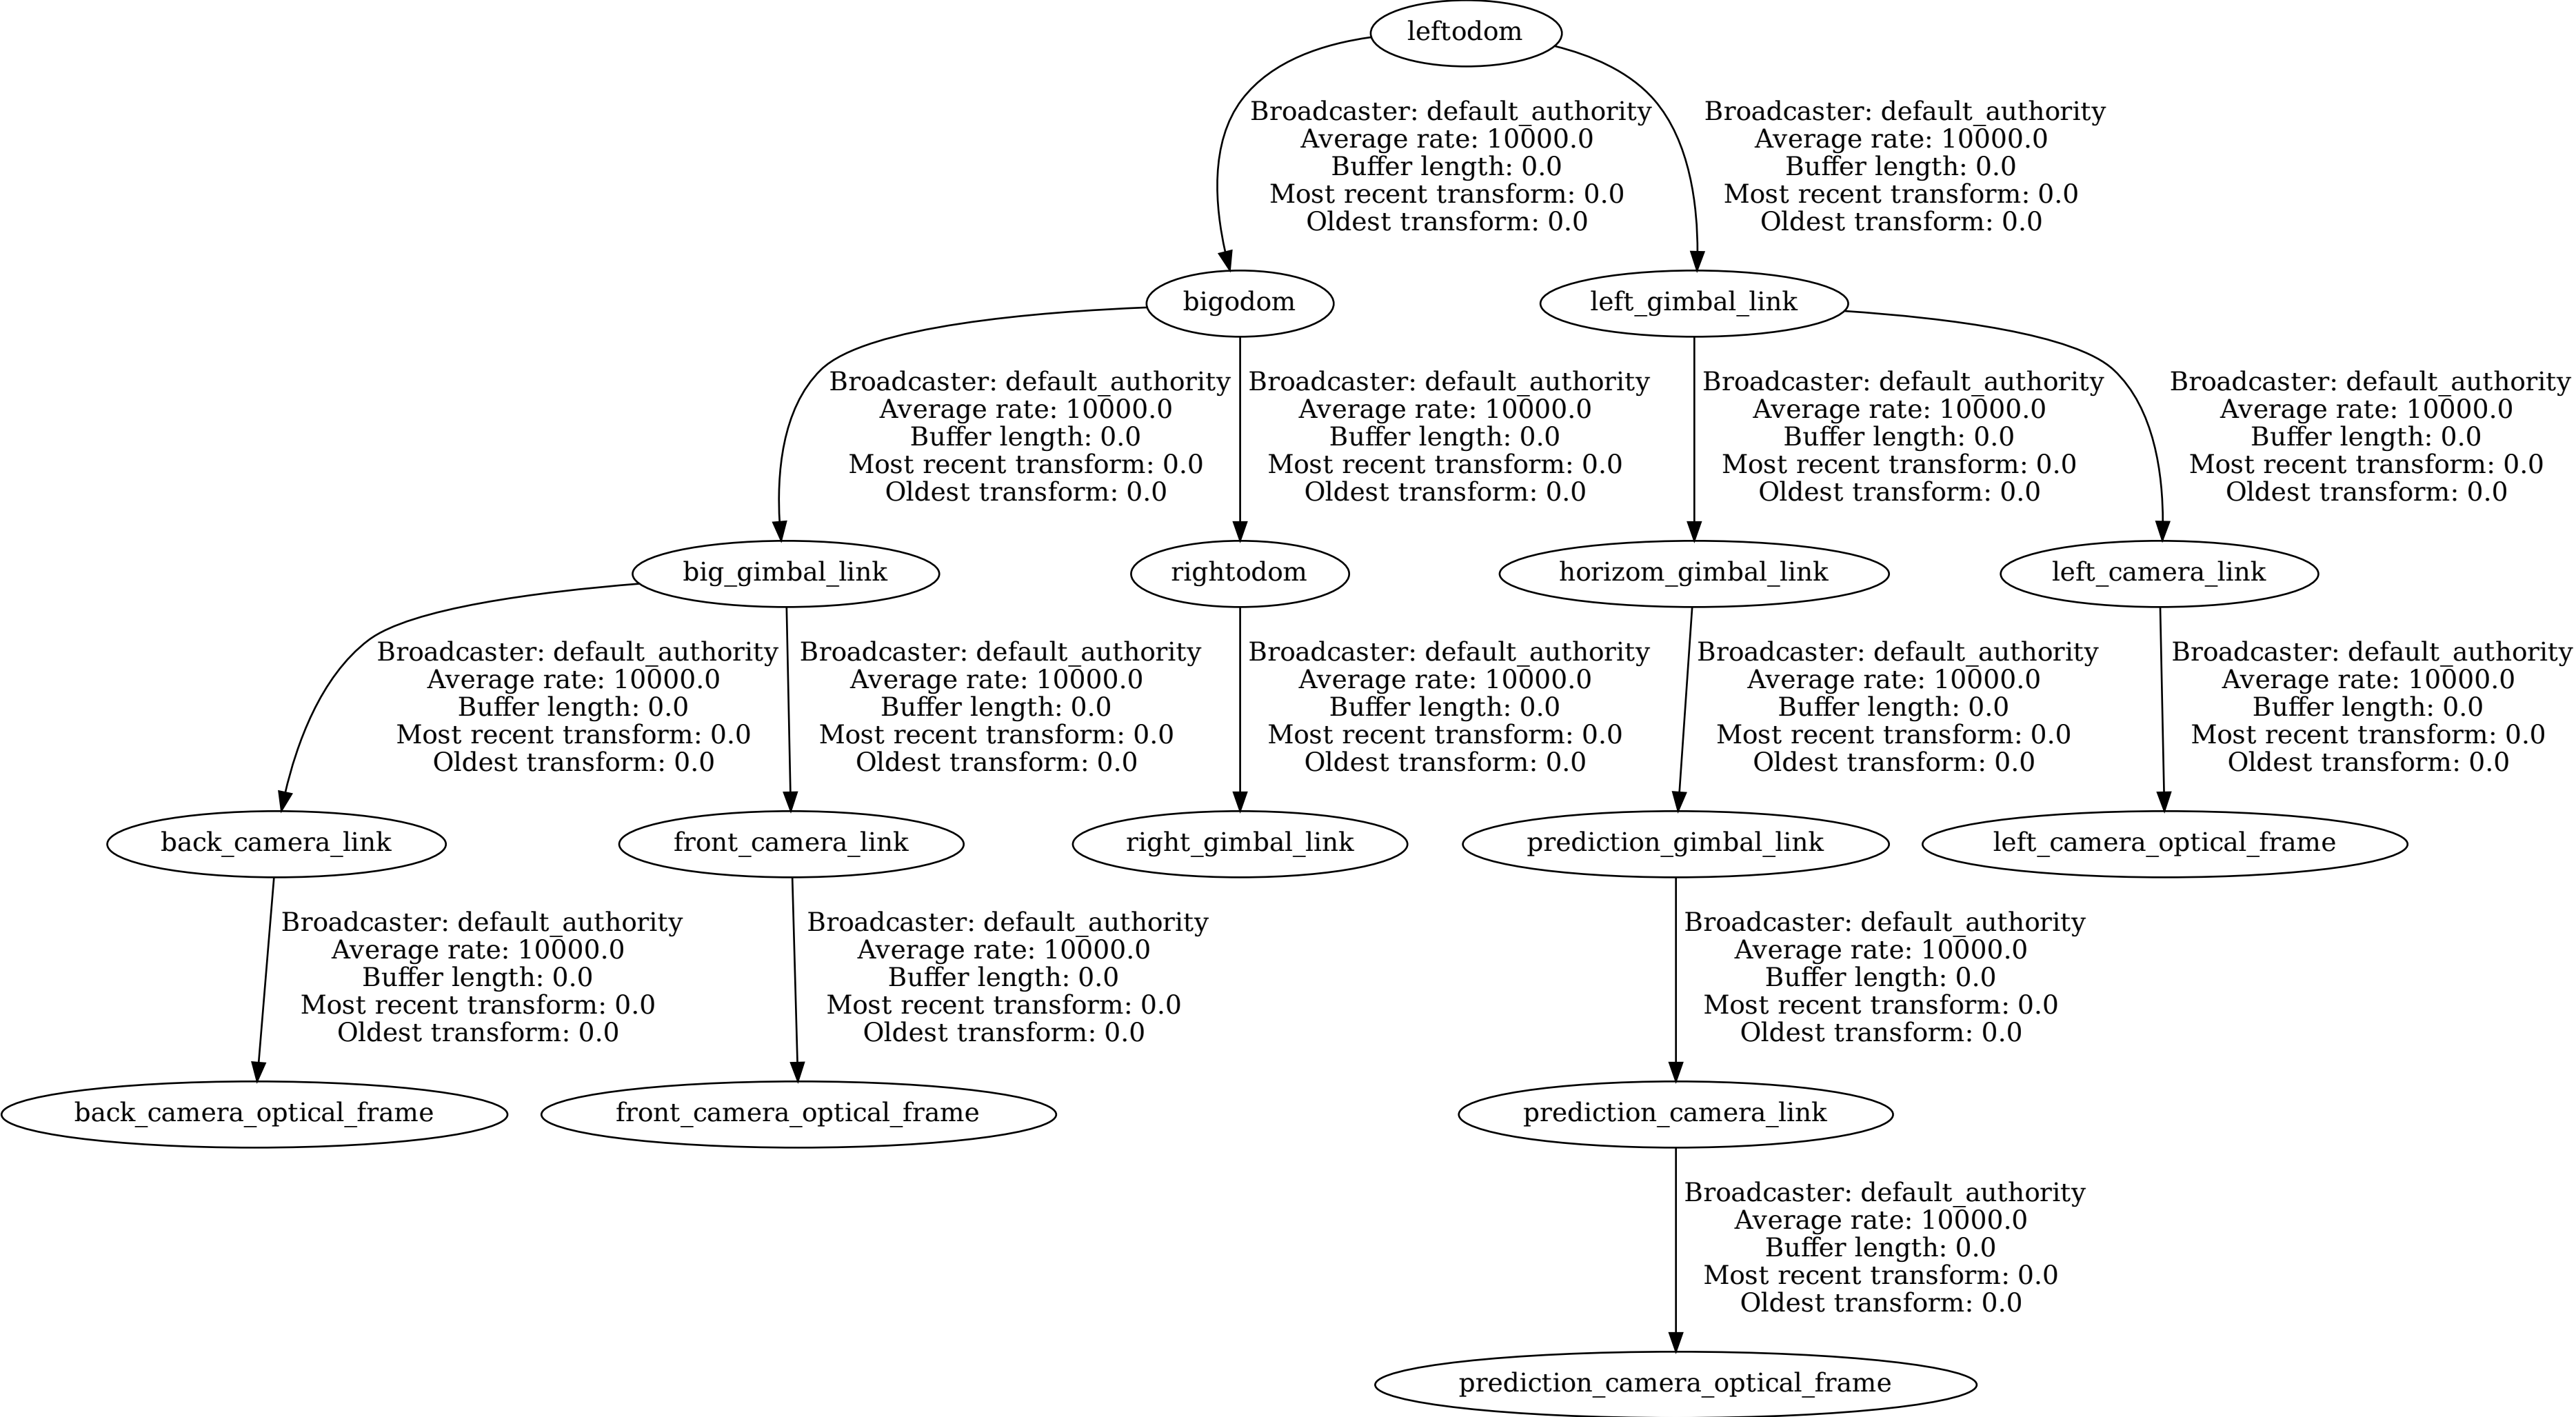 leftodom
Broadcaster: default_authority
Average rate: 10000.0
Buffer length: 0.0
Most recent transform: 0.0
Oldest transform: 0.0
Broadcaster: default_authority
Average rate: 10000.0
Buffer length: 0.0
Most recent transform: 0.0
Oldest transform: 0.0
bigodom
left_gimbal_link
Broadcaster: default_authority
Average rate: 10000.0
Buffer length: 0.0
Most recent transform: 0.0
Oldest transform: 0.0
Broadcaster: default_authority
Average rate: 10000.0
Buffer length: 0.0
Most recent transform: 0.0
Oldest transform: 0.0
Broadcaster: default_authority
Average rate: 10000.0
Buffer length: 0.0
Most recent transform: 0.0
Oldest transform: 0.0
Broadcaster: default_authority
Average rate: 10000.0
Buffer length: 0.0
Most recent transform: 0.0
Oldest transform: 0.0
big_gimbal_link
rightodom
horizom_gimbal_link
left_camera_link
Broadcaster: default_authority
Average rate: 10000.0
Buffer length: 0.0
Most recent transform: 0.0
Oldest transform: 0.0
Broadcaster: default_authority
Average rate: 10000.0
Buffer length: 0.0
Most recent transform: 0.0
Oldest transform: 0.0
Broadcaster: default_authority
Average rate: 10000.0
Buffer length: 0.0
Most recent transform: 0.0
Oldest transform: 0.0
Broadcaster: default_authority
Average rate: 10000.0
Buffer length: 0.0
Most recent transform: 0.0
Oldest transform: 0.0
Broadcaster: default_authority
Average rate: 10000.0
Buffer length: 0.0
Most recent transform: 0.0
Oldest transform: 0.0
back_camera_link
front_camera_link
right_gimbal_link
prediction_gimbal_link
left_camera_optical_frame
Broadcaster: default_authority
Average rate: 10000.0
Buffer length: 0.0
Most recent transform: 0.0
Oldest transform: 0.0
Broadcaster: default_authority
Average rate: 10000.0
Buffer length: 0.0
Most recent transform: 0.0
Oldest transform: 0.0
Broadcaster: default_authority
Average rate: 10000.0
Buffer length: 0.0
Most recent transform: 0.0
Oldest transform: 0.0
back_camera_optical_frame
front_camera_optical_frame
prediction_camera_link
Broadcaster: default_authority
Average rate: 10000.0
Buffer length: 0.0
Most recent transform: 0.0
Oldest transform: 0.0
prediction_camera_optical_frame